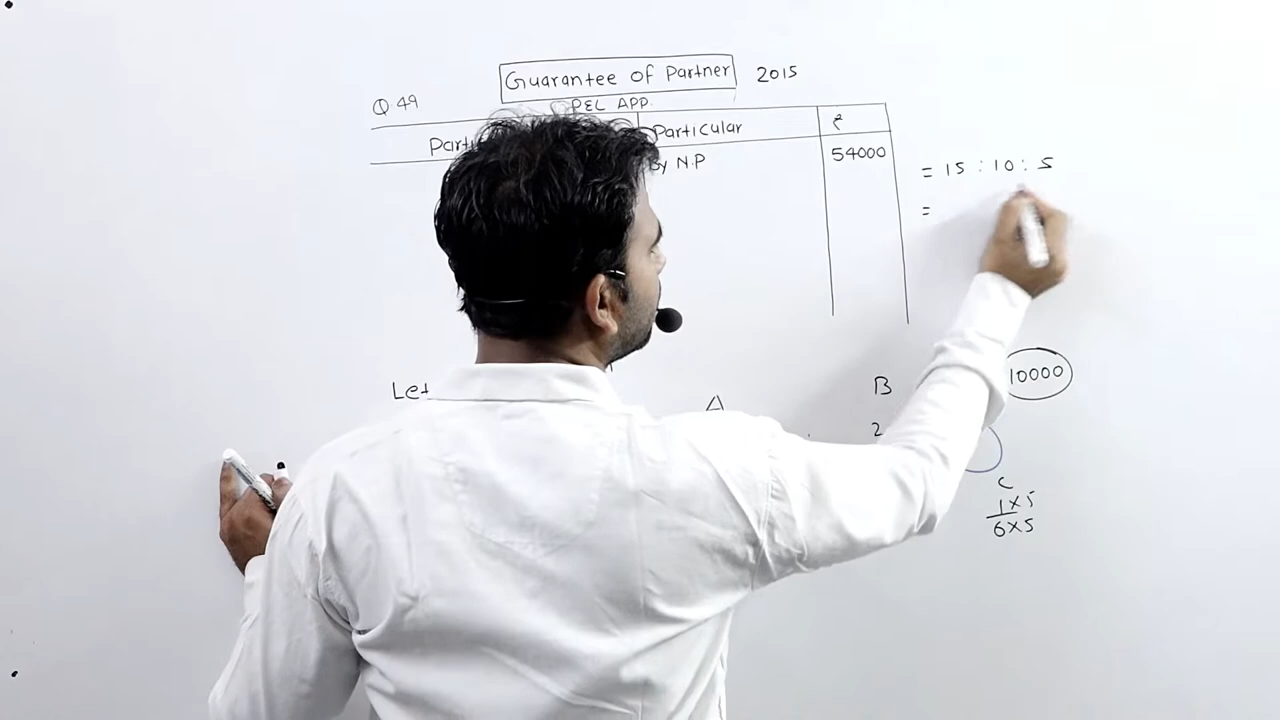 Guarantee of Partner 2015
Q.49
P&L APP.
Particular ₹
By N.P 54000
= 15 : 10 : 5
=
10000
Let A B
2
C
1×5
6×5